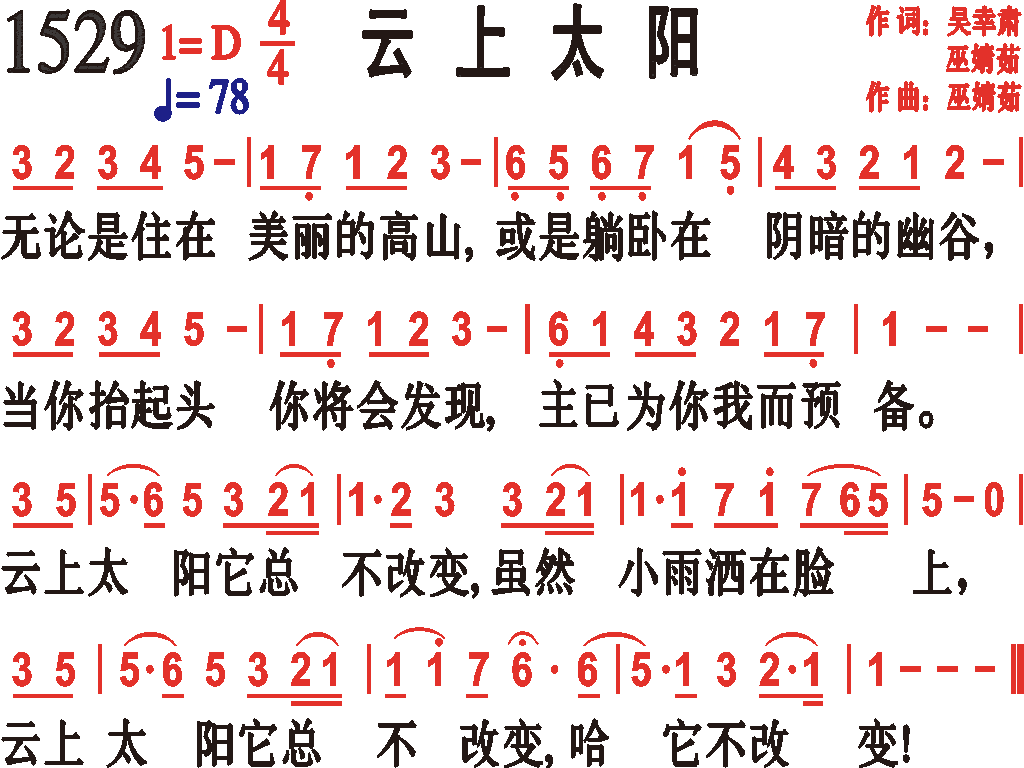 1529 1= D 4/4 云上太阳 作词：吴幸肃
巫婧茹
♩= 78 作曲：巫婧茹
3 2 3 4 5 – | 1 7 1 2 3 – | 6 5 6 7 1 5 | 4 3 2 1 2 – |
无论是住在 美丽的高山, 或是躺卧在 阴暗的幽谷，
3 2 3 4 5 – | 1 7 1 2 3 – | 6 1 4 3 2 1 7 | 1 – – |
当你抬起头 你将会发现, 主已为你我而预 备。
3 5 | 5·6 5 3 2 1 | 1·2 3 3 2 1 | 1·1 7 1 7 6 5 | 5 – 0 |
云上太 阳它总 不改变,虽然 小雨洒在脸 上，
3 5 | 5·6 5 3 2 1 | 1 1 7 6 · 6 | 5·1 3 2·1 | 1 – – – ‖
云上 太 阳它总 不 改变,哈 它不改 变!